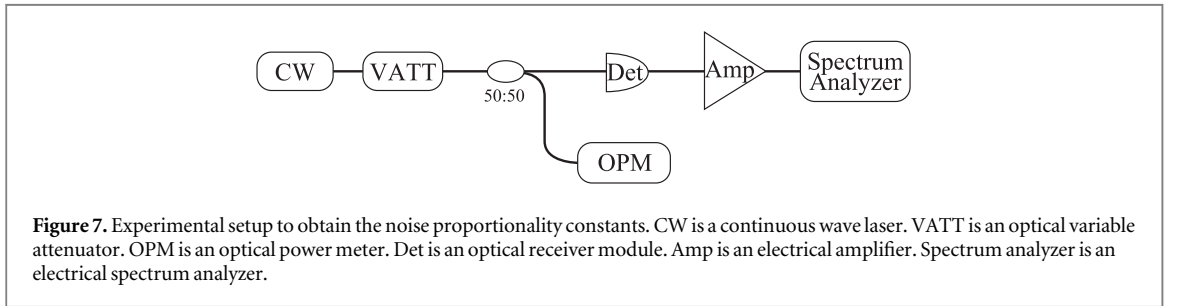 CW
VATT
50:50
Det
Amp
Spectrum
Analyzer
OPM
Figure 7. Experimental setup to obtain the noise proportionality constants. CW is a continuous wave laser. VATT is an optical variable
attenuator. OPM is an optical power meter. Det is an optical receiver module. Amp is an electrical amplifier. Spectrum analyzer is an
electrical spectrum analyzer.